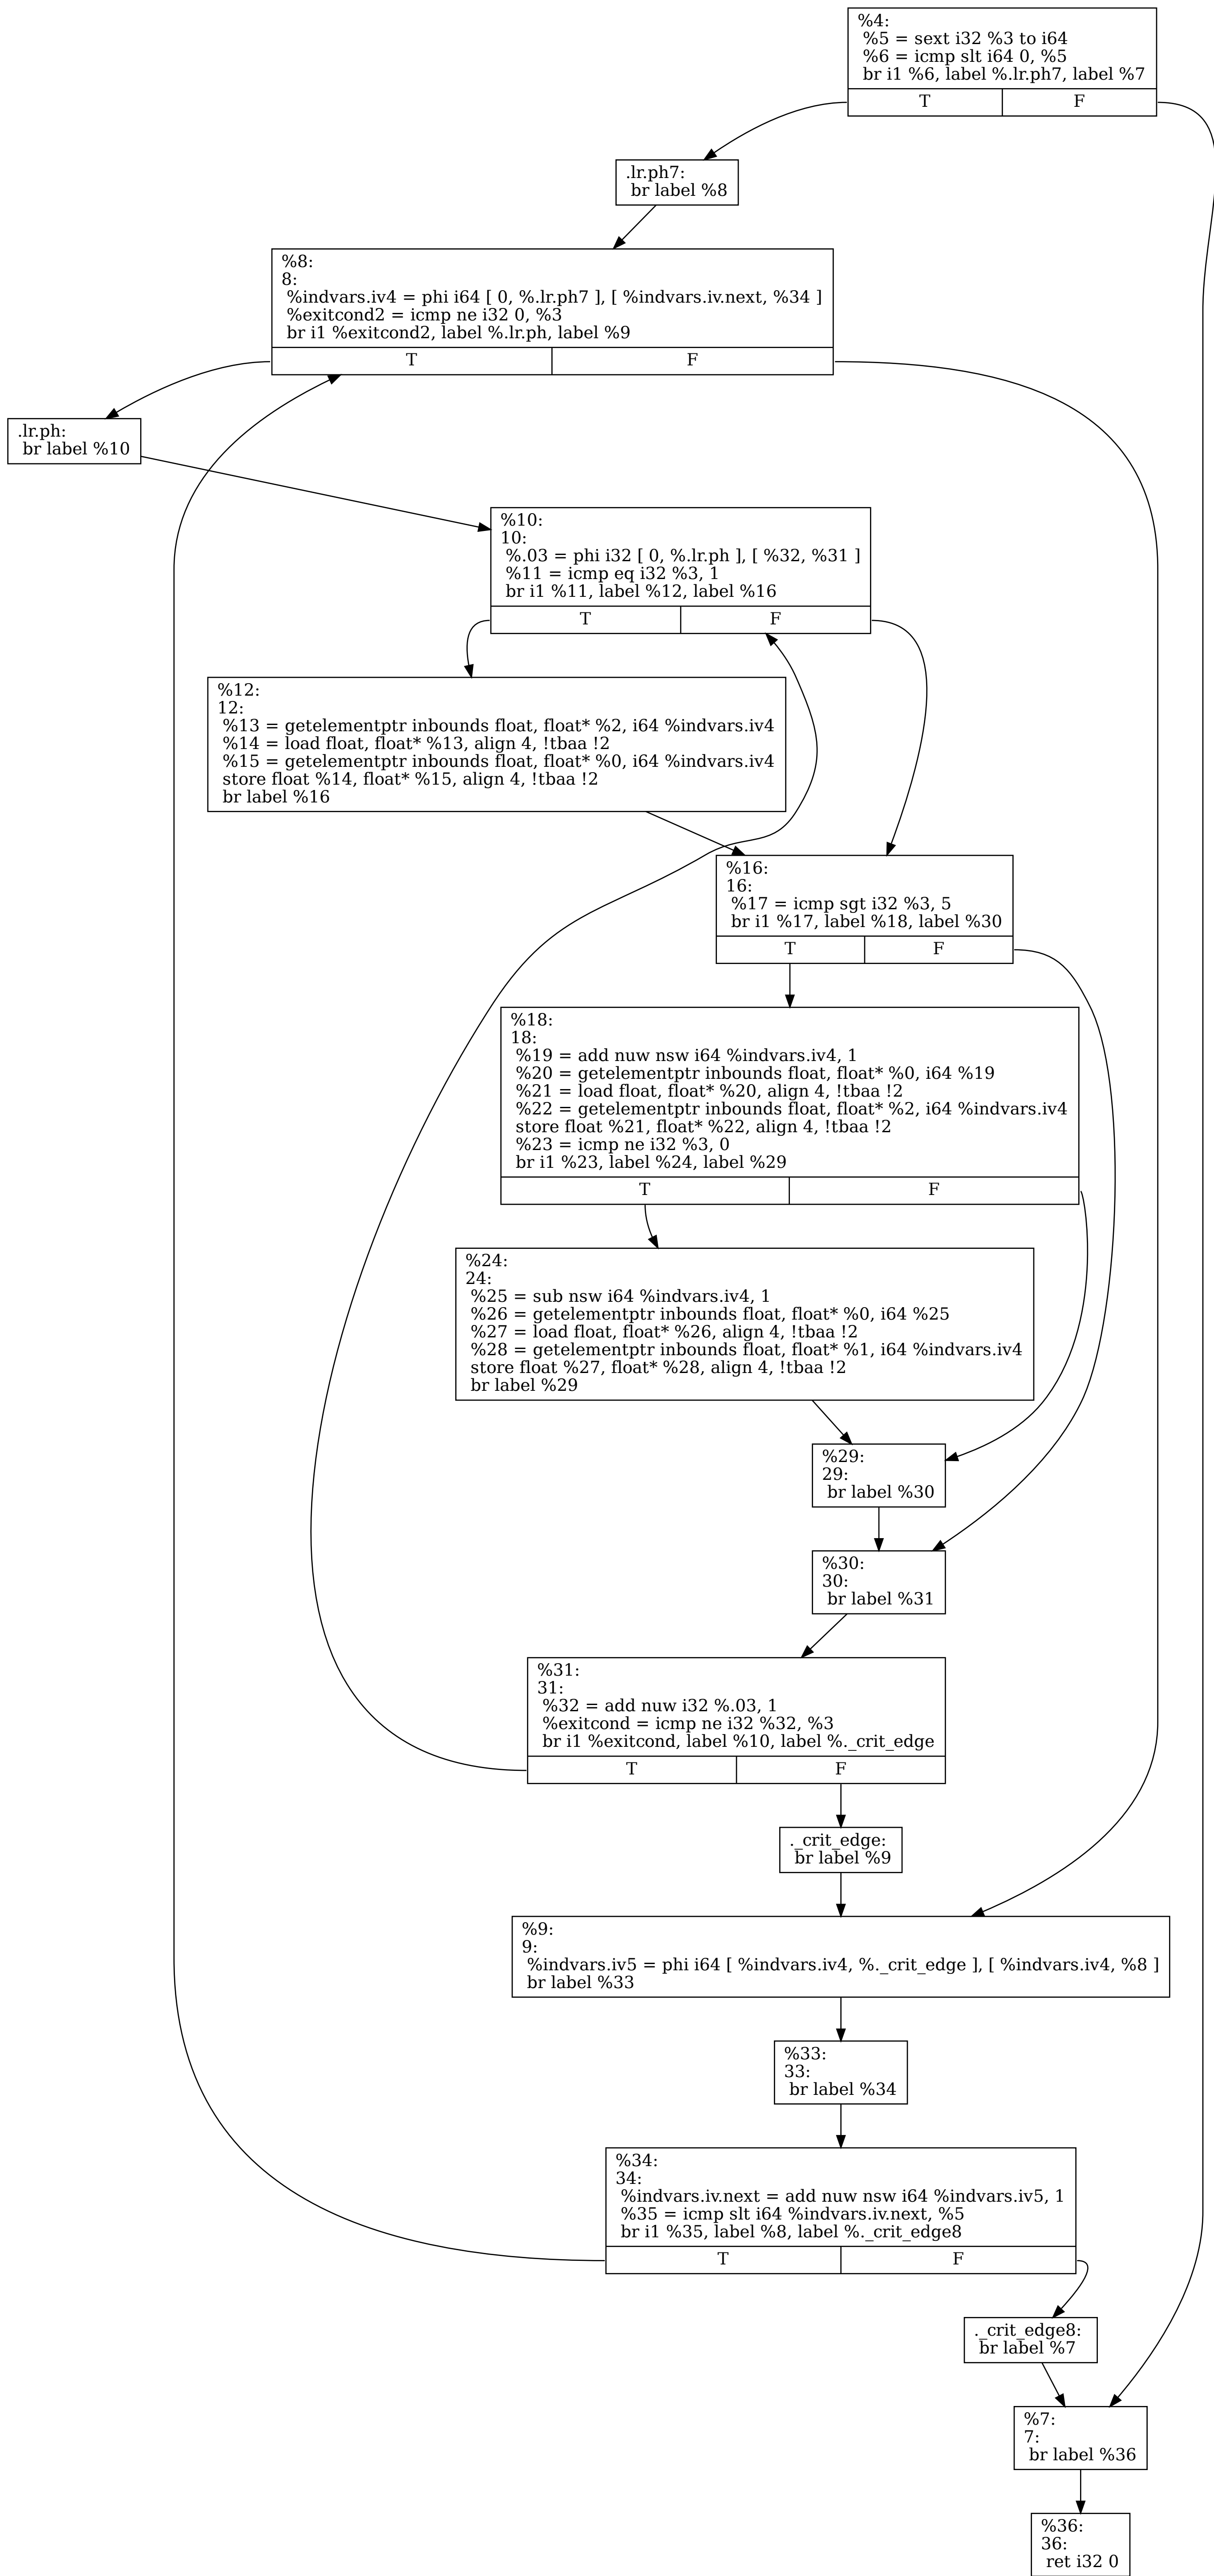 %4:
%5 = sext i32 %3 to i64
%6 = icmp slt i64 0, %5
br i1 %6, label %.lr.ph7, label %7
T
F
.lr.ph7:
br label %8
%8:
8:
%indvars.iv4 = phi i64 [ 0, %.lr.ph7 ], [ %indvars.iv.next, %34 ]
%exitcond2 = icmp ne i32 0, %3
br i1 %exitcond2, label %.lr.ph, label %9
T
F
.lr.ph:
br label %10
%10:
10:
%.03 = phi i32 [ 0, %.lr.ph ], [ %32, %31 ]
%11 = icmp eq i32 %3, 1
br i1 %11, label %12, label %16
T
F
%12:
12:
%13 = getelementptr inbounds float, float* %2, i64 %indvars.iv4
%14 = load float, float* %13, align 4, !tbaa !2
%15 = getelementptr inbounds float, float* %0, i64 %indvars.iv4
store float %14, float* %15, align 4, !tbaa !2
br label %16
%16:
16:
%17 = icmp sgt i32 %3, 5
br i1 %17, label %18, label %30
T
F
%18:
18:
%19 = add nuw nsw i64 %indvars.iv4, 1
%20 = getelementptr inbounds float, float* %0, i64 %19
%21 = load float, float* %20, align 4, !tbaa !2
%22 = getelementptr inbounds float, float* %2, i64 %indvars.iv4
store float %21, float* %22, align 4, !tbaa !2
%23 = icmp ne i32 %3, 0
br i1 %23, label %24, label %29
T
F
%24:
24:
%25 = sub nsw i64 %indvars.iv4, 1
%26 = getelementptr inbounds float, float* %0, i64 %25
%27 = load float, float* %26, align 4, !tbaa !2
%28 = getelementptr inbounds float, float* %1, i64 %indvars.iv4
store float %27, float* %28, align 4, !tbaa !2
br label %29
%29:
29:
br label %30
%30:
30:
br label %31
%31:
31:
%32 = add nuw i32 %.03, 1
%exitcond = icmp ne i32 %32, %3
br i1 %exitcond, label %10, label %._crit_edge
T
F
._crit_edge:
br label %9
%9:
9:
%indvars.iv5 = phi i64 [ %indvars.iv4, %._crit_edge ], [ %indvars.iv4, %8 ]
br label %33
%33:
33:
br label %34
%34:
34:
%indvars.iv.next = add nuw nsw i64 %indvars.iv5, 1
%35 = icmp slt i64 %indvars.iv.next, %5
br i1 %35, label %8, label %._crit_edge8
T
F
._crit_edge8:
br label %7
%7:
7:
br label %36
%36:
36:
ret i32 0